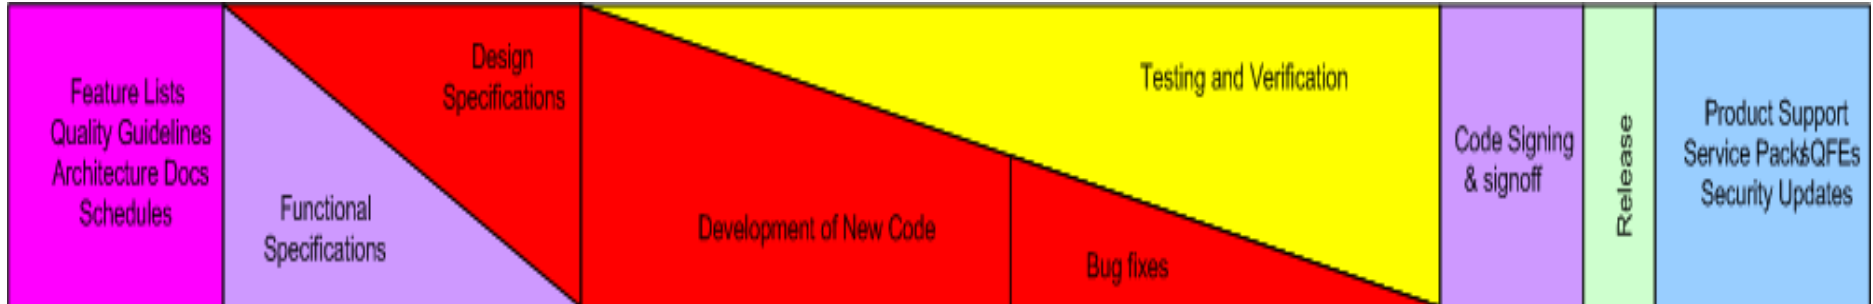 Feature Lists
Quality Guidelines
Architecture Docs
Schedules
Functional
Specifications
Design
Specifications
Development of New Code
Bug fixes
Testing and Verification
Code Signing
& signoff
Release
Product Support
Service Packs/QFEs
Security Updates